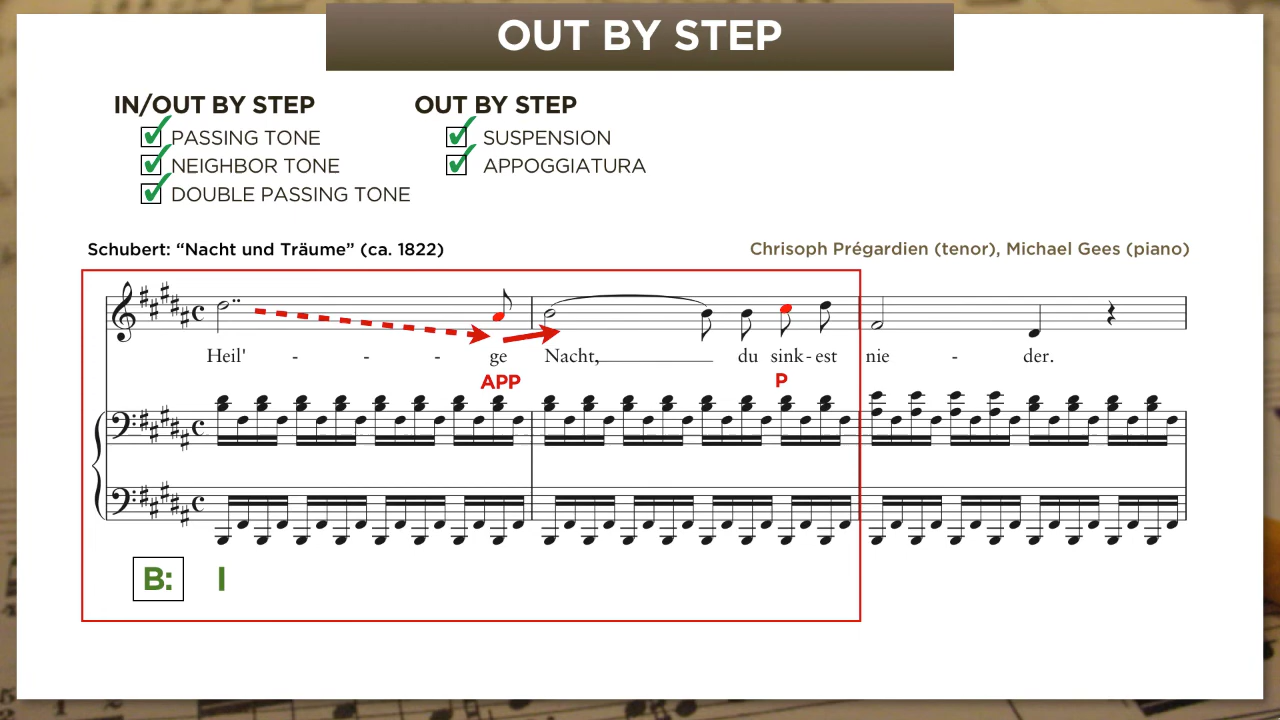 OUT BY STEP
IN/OUT BY STEP
PASSING TONE
NEIGHBOR TONE
DOUBLE PASSING TONE
OUT BY STEP
SUSPENSION
APPOGGIATURA
Schubert: “Nacht und Träume” (ca. 1822)
Chrisoph Prégardien (tenor), Michael Gees (piano)
Heil' - - - ge Nacht, du sink - est nie - der.
APP P
B: I